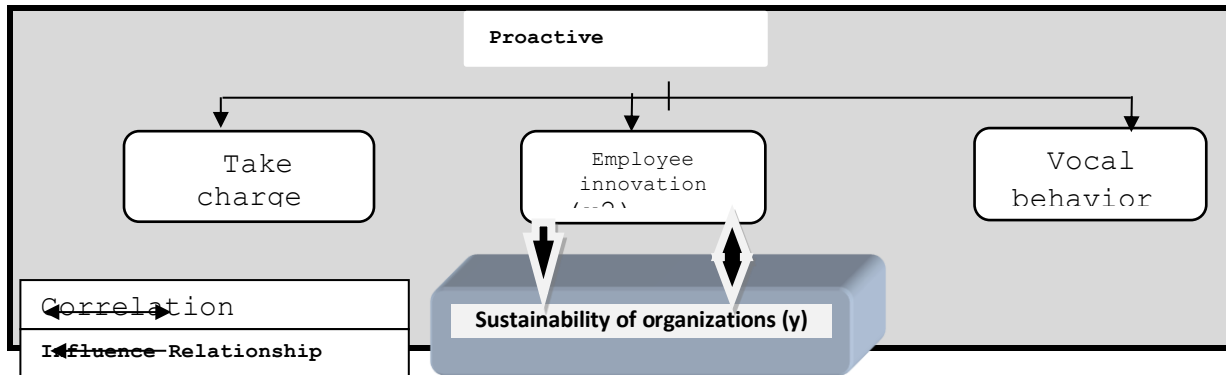 Proactive
Take
charge
Employee
innovation
Vocal
behavior
Correlation
Sustainability of organizations (y)
Influence Relationship